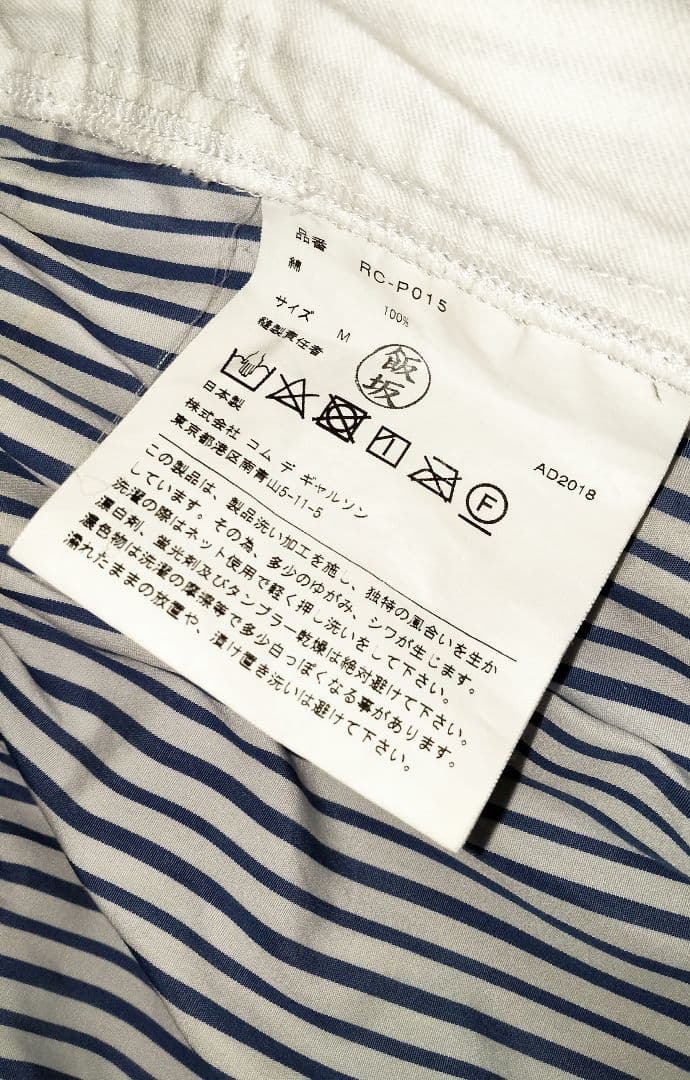 品番 RC-P015
綿 100%
サイズ M
縫製責任者 飯坂
F
日本製 AD2018
株式会社 コム デ ギャルソン
東京都港区南青山5-11-5
この製品は、製品洗い加工を施し、独特の風合いを生か
しています。その為、多少のゆがみ、シワが生じます。
洗濯の際はネット使用で軽く押し洗いをして下さい。
漂白剤、蛍光剤及びタンブラー乾燥は絶対避けて下さい。
濃色物は洗濯の摩擦等で多少白っぽくなる事があります。
濡れたままの放置や、漬け置き洗いは避けて下さい。